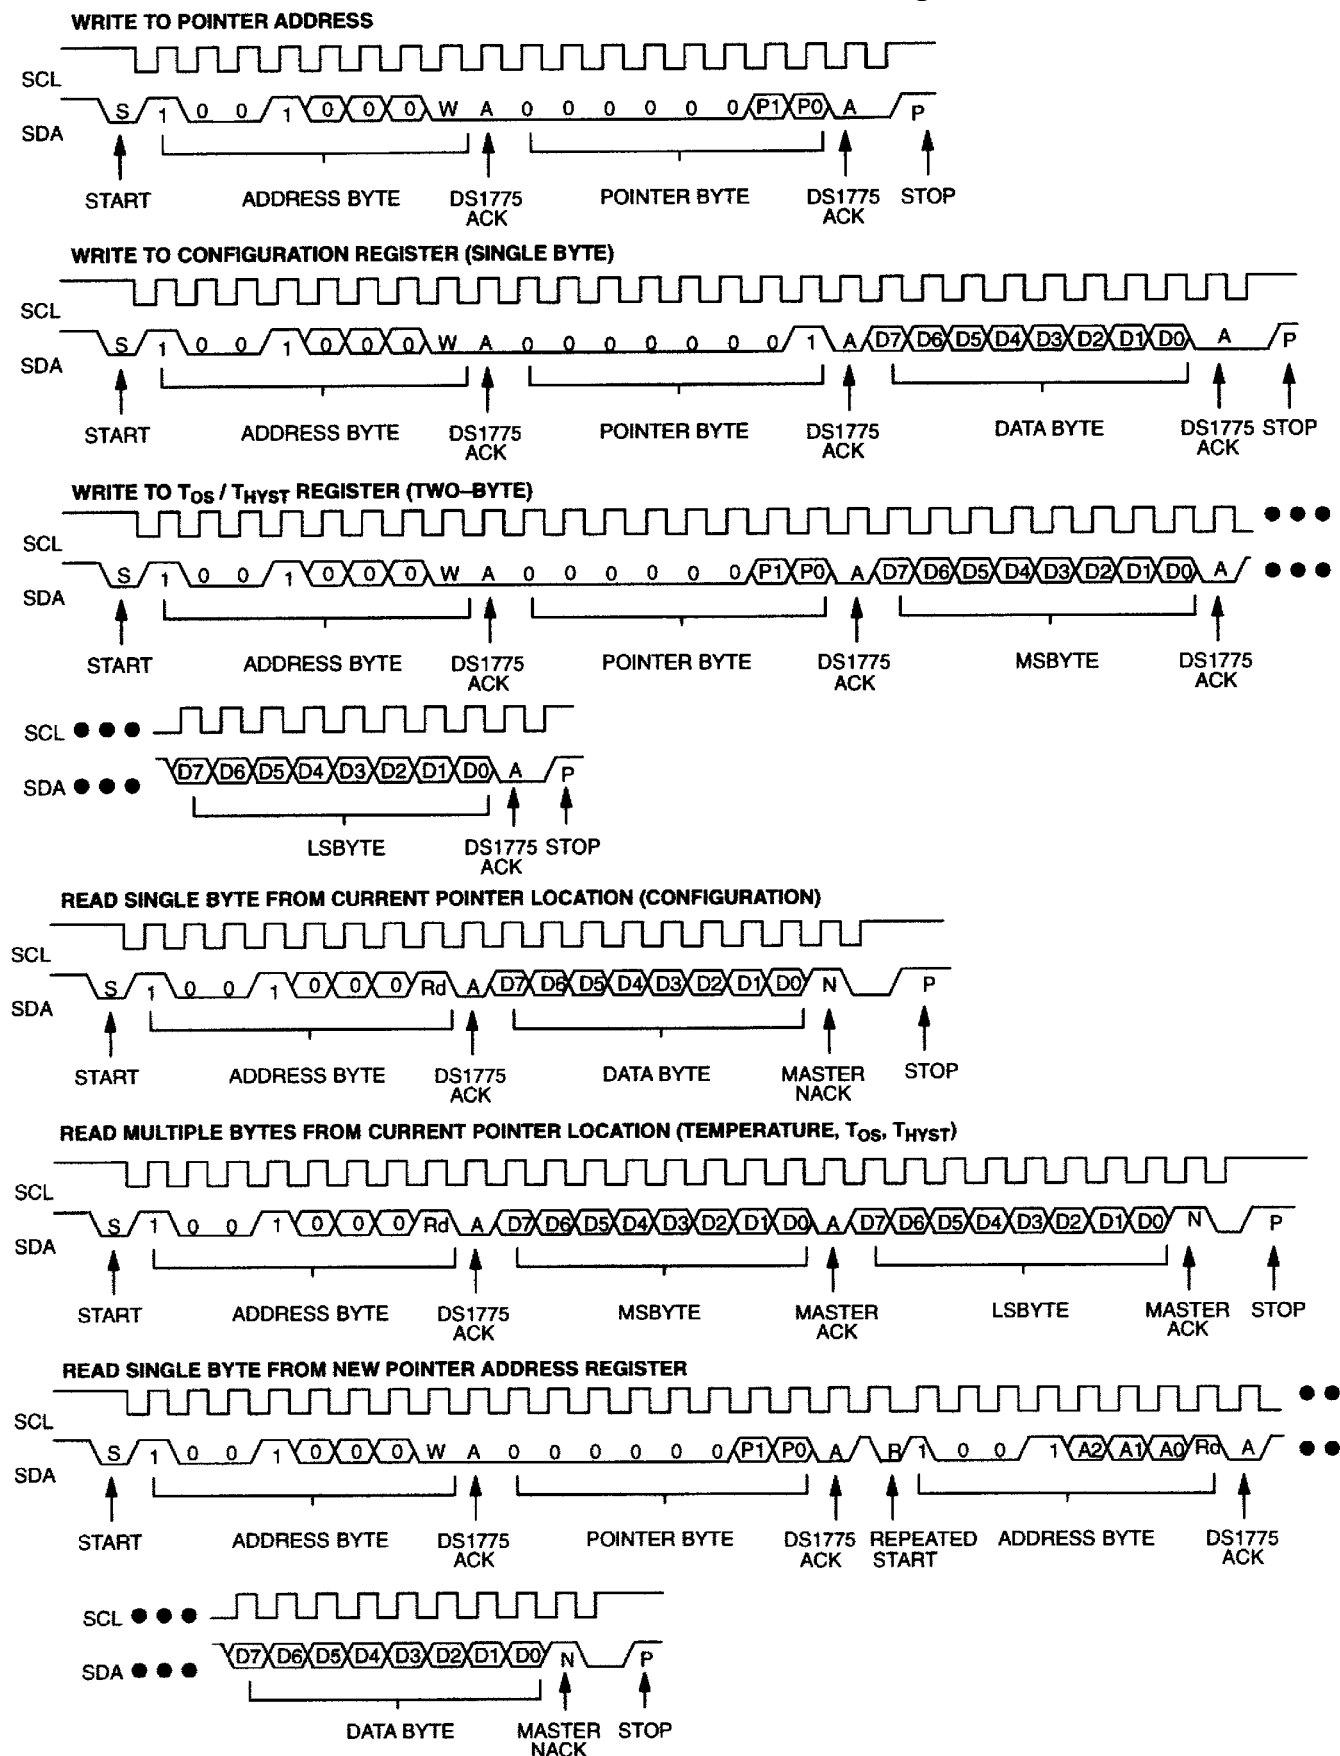 WRITE TO POINTER ADDRESS
SCL
SDA S 1 0 0 1 0 0 0 W A 0 0 0 0 0 0 P1 P0 A P
START ADDRESS BYTE DS1775 ACK POINTER BYTE DS1775 ACK STOP
WRITE TO CONFIGURATION REGISTER (SINGLE BYTE)
SCL
SDA S 1 0 0 1 0 0 0 W A 0 0 0 0 0 0 0 1 A D7 D6 D5 D4 D3 D2 D1 D0 A P
START ADDRESS BYTE DS1775 ACK POINTER BYTE DS1775 ACK DATA BYTE DS1775 ACK STOP
WRITE TO TOS / THYST REGISTER (TWO–BYTE)
SCL
SDA S 1 0 0 1 0 0 0 W A 0 0 0 0 0 0 P1 P0 A D7 D6 D5 D4 D3 D2 D1 D0 A
START ADDRESS BYTE DS1775 ACK POINTER BYTE DS1775 ACK MSBYTE DS1775 ACK
SCL
SDA D7 D6 D5 D4 D3 D2 D1 D0 A P
LSBYTE DS1775 ACK STOP
READ SINGLE BYTE FROM CURRENT POINTER LOCATION (CONFIGURATION)
SCL
SDA S 1 0 0 1 0 0 0 Rd A D7 D6 D5 D4 D3 D2 D1 D0 N P
START ADDRESS BYTE DS1775 ACK DATA BYTE MASTER NACK STOP
READ MULTIPLE BYTES FROM CURRENT POINTER LOCATION (TEMPERATURE, TOS, THYST)
SCL
SDA S 1 0 0 1 0 0 0 Rd A D7 D6 D5 D4 D3 D2 D1 D0 A D7 D6 D5 D4 D3 D2 D1 D0 N P
START ADDRESS BYTE DS1775 ACK MSBYTE MASTER ACK LSBYTE MASTER ACK STOP
READ SINGLE BYTE FROM NEW POINTER ADDRESS REGISTER
SCL
SDA S 1 0 0 1 0 0 0 W A 0 0 0 0 0 0 P1 P0 A R 1 0 0 1 A2 A1 A0 Rd A
START ADDRESS BYTE DS1775 ACK POINTER BYTE DS1775 ACK REPEATED START ADDRESS BYTE DS1775 ACK
SCL
SDA D7 D6 D5 D4 D3 D2 D1 D0 N P
DATA BYTE MASTER NACK STOP